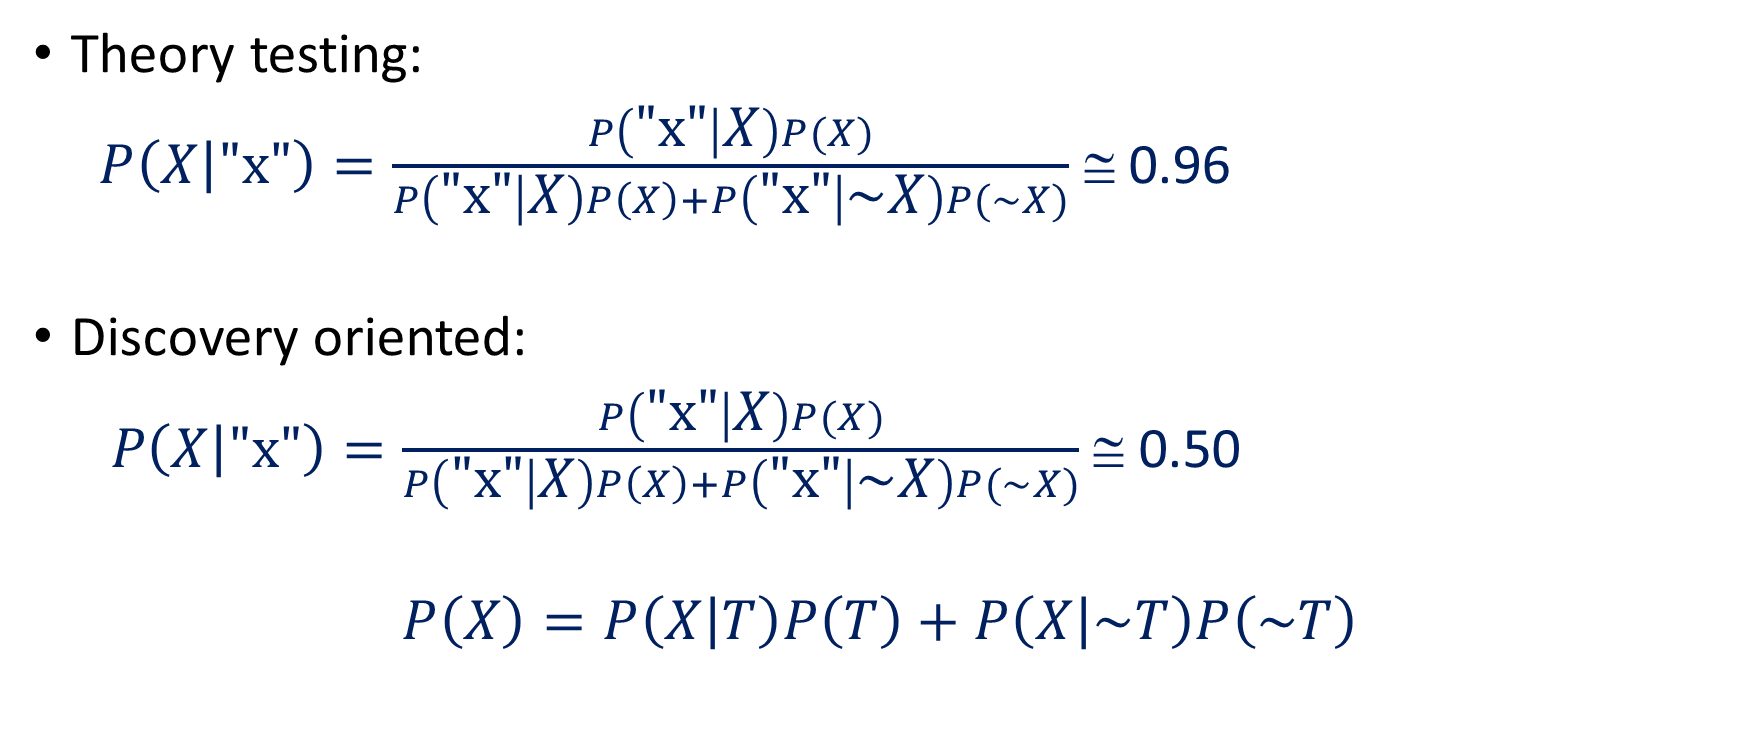 • Theory testing:
P(X|"x") = P("x"|X)P(X) / P("x"|X)P(X)+P("x"|~X)P(~X) ≅ 0.96
• Discovery oriented:
P(X|"x") = P("x"|X)P(X) / P("x"|X)P(X)+P("x"|~X)P(~X) ≅ 0.50
P(X) = P(X|T)P(T) + P(X|~T)P(~T)